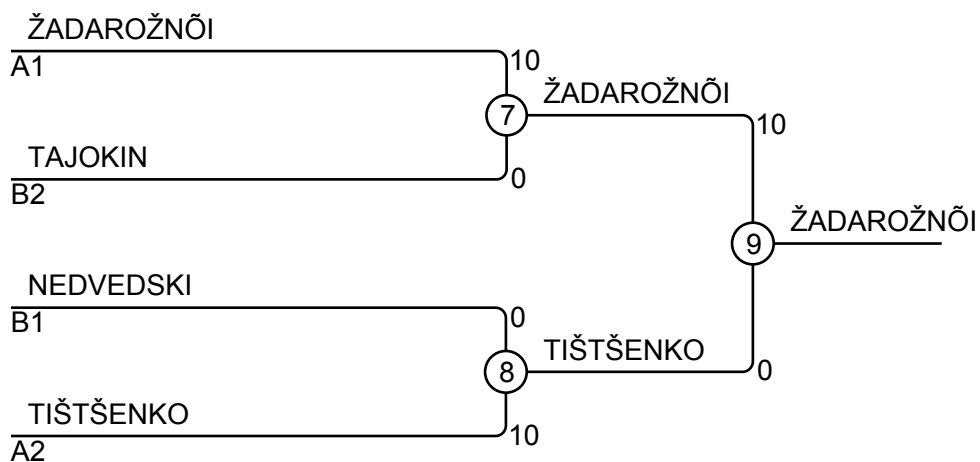 ŽADAROŽNÕI
A1
10
7
ŽADAROŽNÕI
10
TAJOKIN
B2
0
9
ŽADAROŽNÕI
NEDVEDSKI
B1
0
8
TIŠTŠENKO
0
TIŠTŠENKO
A2
10